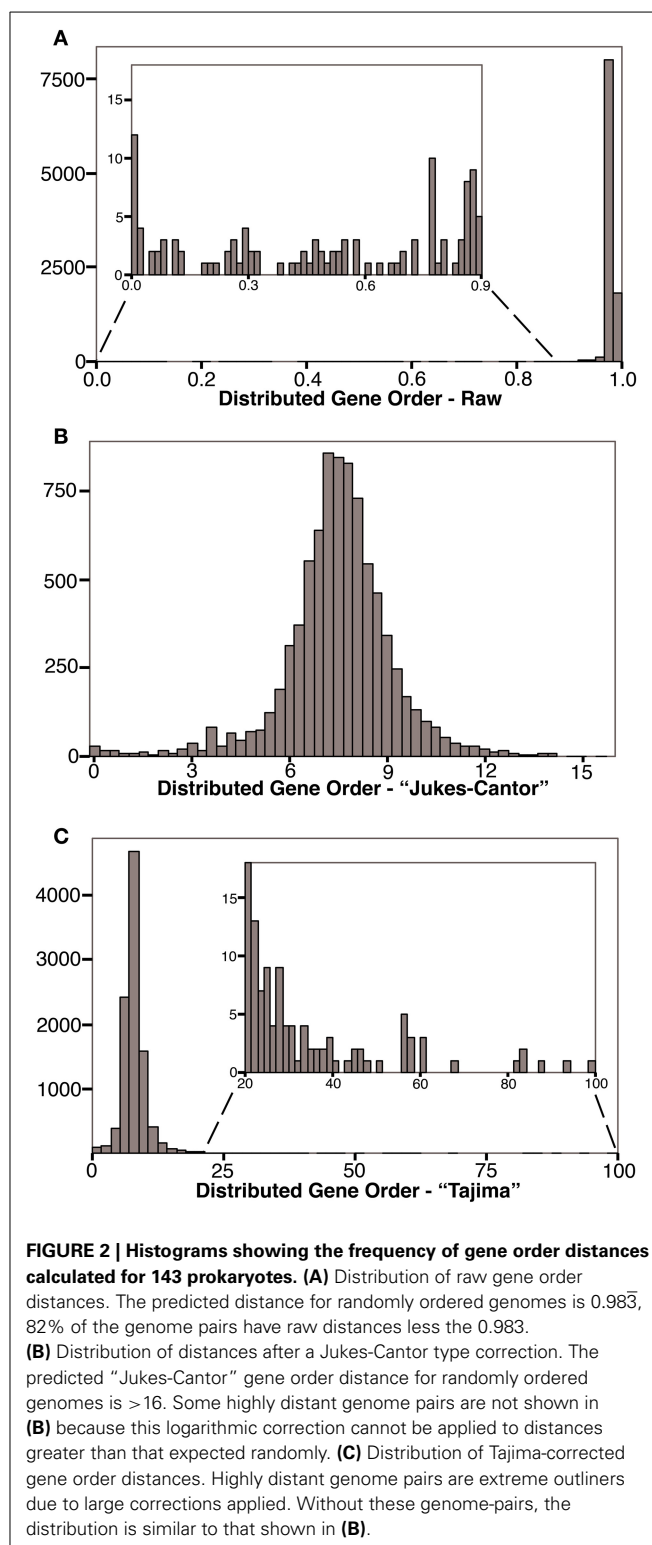 A
7500
5000
2500
0
15
10
5
0
0.0 0.3 0.6 0.9
0.0 0.2 0.4 0.6 0.8 1.0
Distributed Gene Order - Raw
B
750
500
250
0
0 3 6 9 12 15
Distributed Gene Order - “Jukes-Cantor”
C
4000
3000
2000
1000
15
10
5
0
20 40 60 80 100
0 25 50 75 100
Distributed Gene Order - “Tajima”
FIGURE 2 | Histograms showing the frequency of gene order distances
calculated for 143 prokaryotes. (A) Distribution of raw gene order
distances. The predicted distance for randomly ordered genomes is 0.983̅,
82% of the genome pairs have raw distances less the 0.983.
(B) Distribution of distances after a Jukes-Cantor type correction. The
predicted “Jukes-Cantor” gene order distance for randomly ordered
genomes is >16. Some highly distant genome pairs are not shown in
(B) because this logarithmic correction cannot be applied to distances
greater than that expected randomly. (C) Distribution of Tajima-corrected
gene order distances. Highly distant genome pairs are extreme outliners
due to large corrections applied. Without these genome-pairs, the
distribution is similar to that shown in (B).